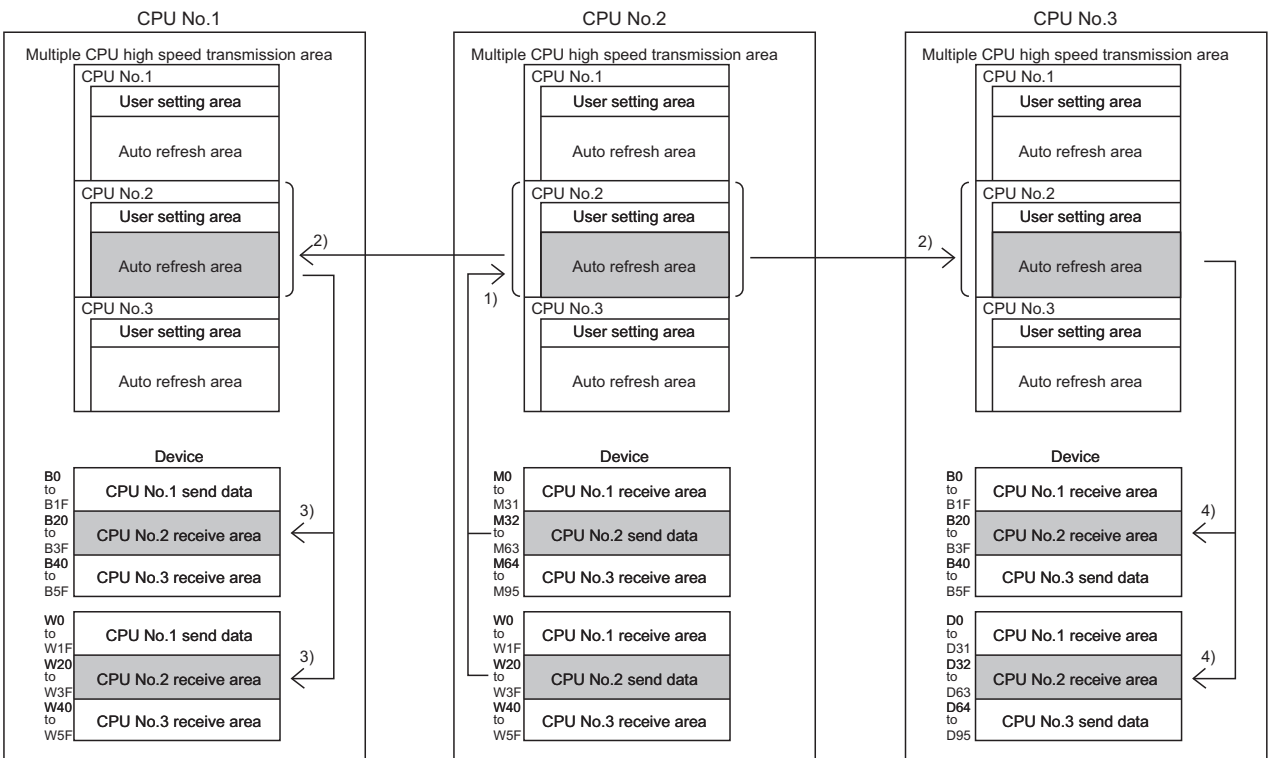 CPU No.1
Multiple CPU high speed transmission area
CPU No.1
User setting area
Auto refresh area
CPU No.2
User setting area
Auto refresh area
CPU No.3
User setting area
Auto refresh area
2)
Device
B0
to
B1F
CPU No.1 send data
B20
to
B3F
CPU No.2 receive area
3)
B40
to
B5F
CPU No.3 receive area
W0
to
W1F
CPU No.1 send data
W20
to
W3F
CPU No.2 receive area
3)
W40
to
W5F
CPU No.3 receive area
CPU No.2
Multiple CPU high speed transmission area
CPU No.1
User setting area
Auto refresh area
CPU No.2
User setting area
Auto refresh area
1)
CPU No.3
User setting area
Auto refresh area
Device
M0
to
M31
CPU No.1 receive area
M32
to
M63
CPU No.2 send data
M64
to
M95
CPU No.3 receive area
W0
to
W1F
CPU No.1 receive area
W20
to
W3F
CPU No.2 send data
W40
to
W5F
CPU No.3 receive area
CPU No.3
Multiple CPU high speed transmission area
CPU No.1
User setting area
Auto refresh area
2)
CPU No.2
User setting area
Auto refresh area
CPU No.3
User setting area
Auto refresh area
Device
B0
to
B1F
CPU No.1 receive area
B20
to
B3F
CPU No.2 receive area
4)
B40
to
B5F
CPU No.3 send data
D0
to
D31
CPU No.1 receive area
D32
to
D63
CPU No.2 receive area
4)
D64
to
D95
CPU No.3 send data